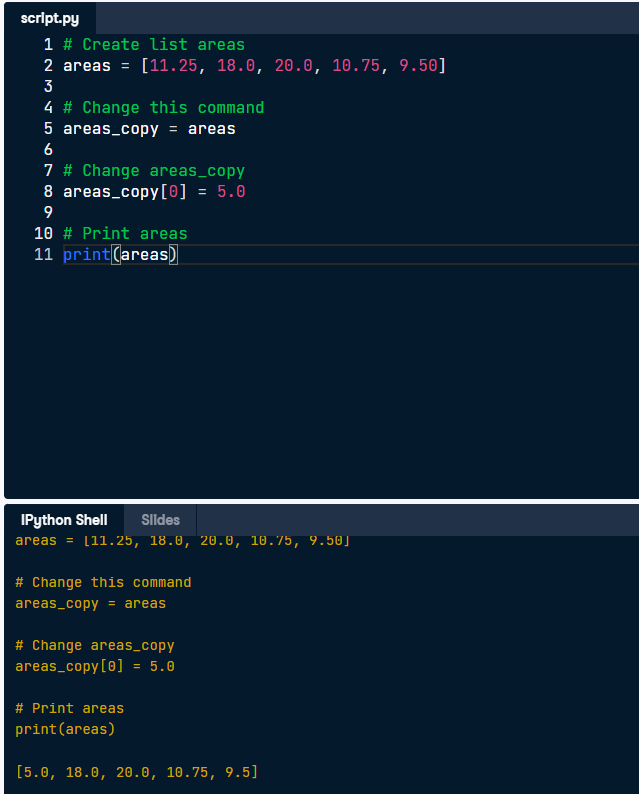 script.py
1 # Create list areas
2 areas = [11.25, 18.0, 20.0, 10.75, 9.50]
3
4 # Change this command
5 areas_copy = areas
6
7 # Change areas_copy
8 areas_copy[0] = 5.0
9
10 # Print areas
11 print(areas)
IPython Shell Slides
areas = [11.25, 18.0, 20.0, 10.75, 9.50]
# Change this command
areas_copy = areas
# Change areas_copy
areas_copy[0] = 5.0
# Print areas
print(areas)
[5.0, 18.0, 20.0, 10.75, 9.5]